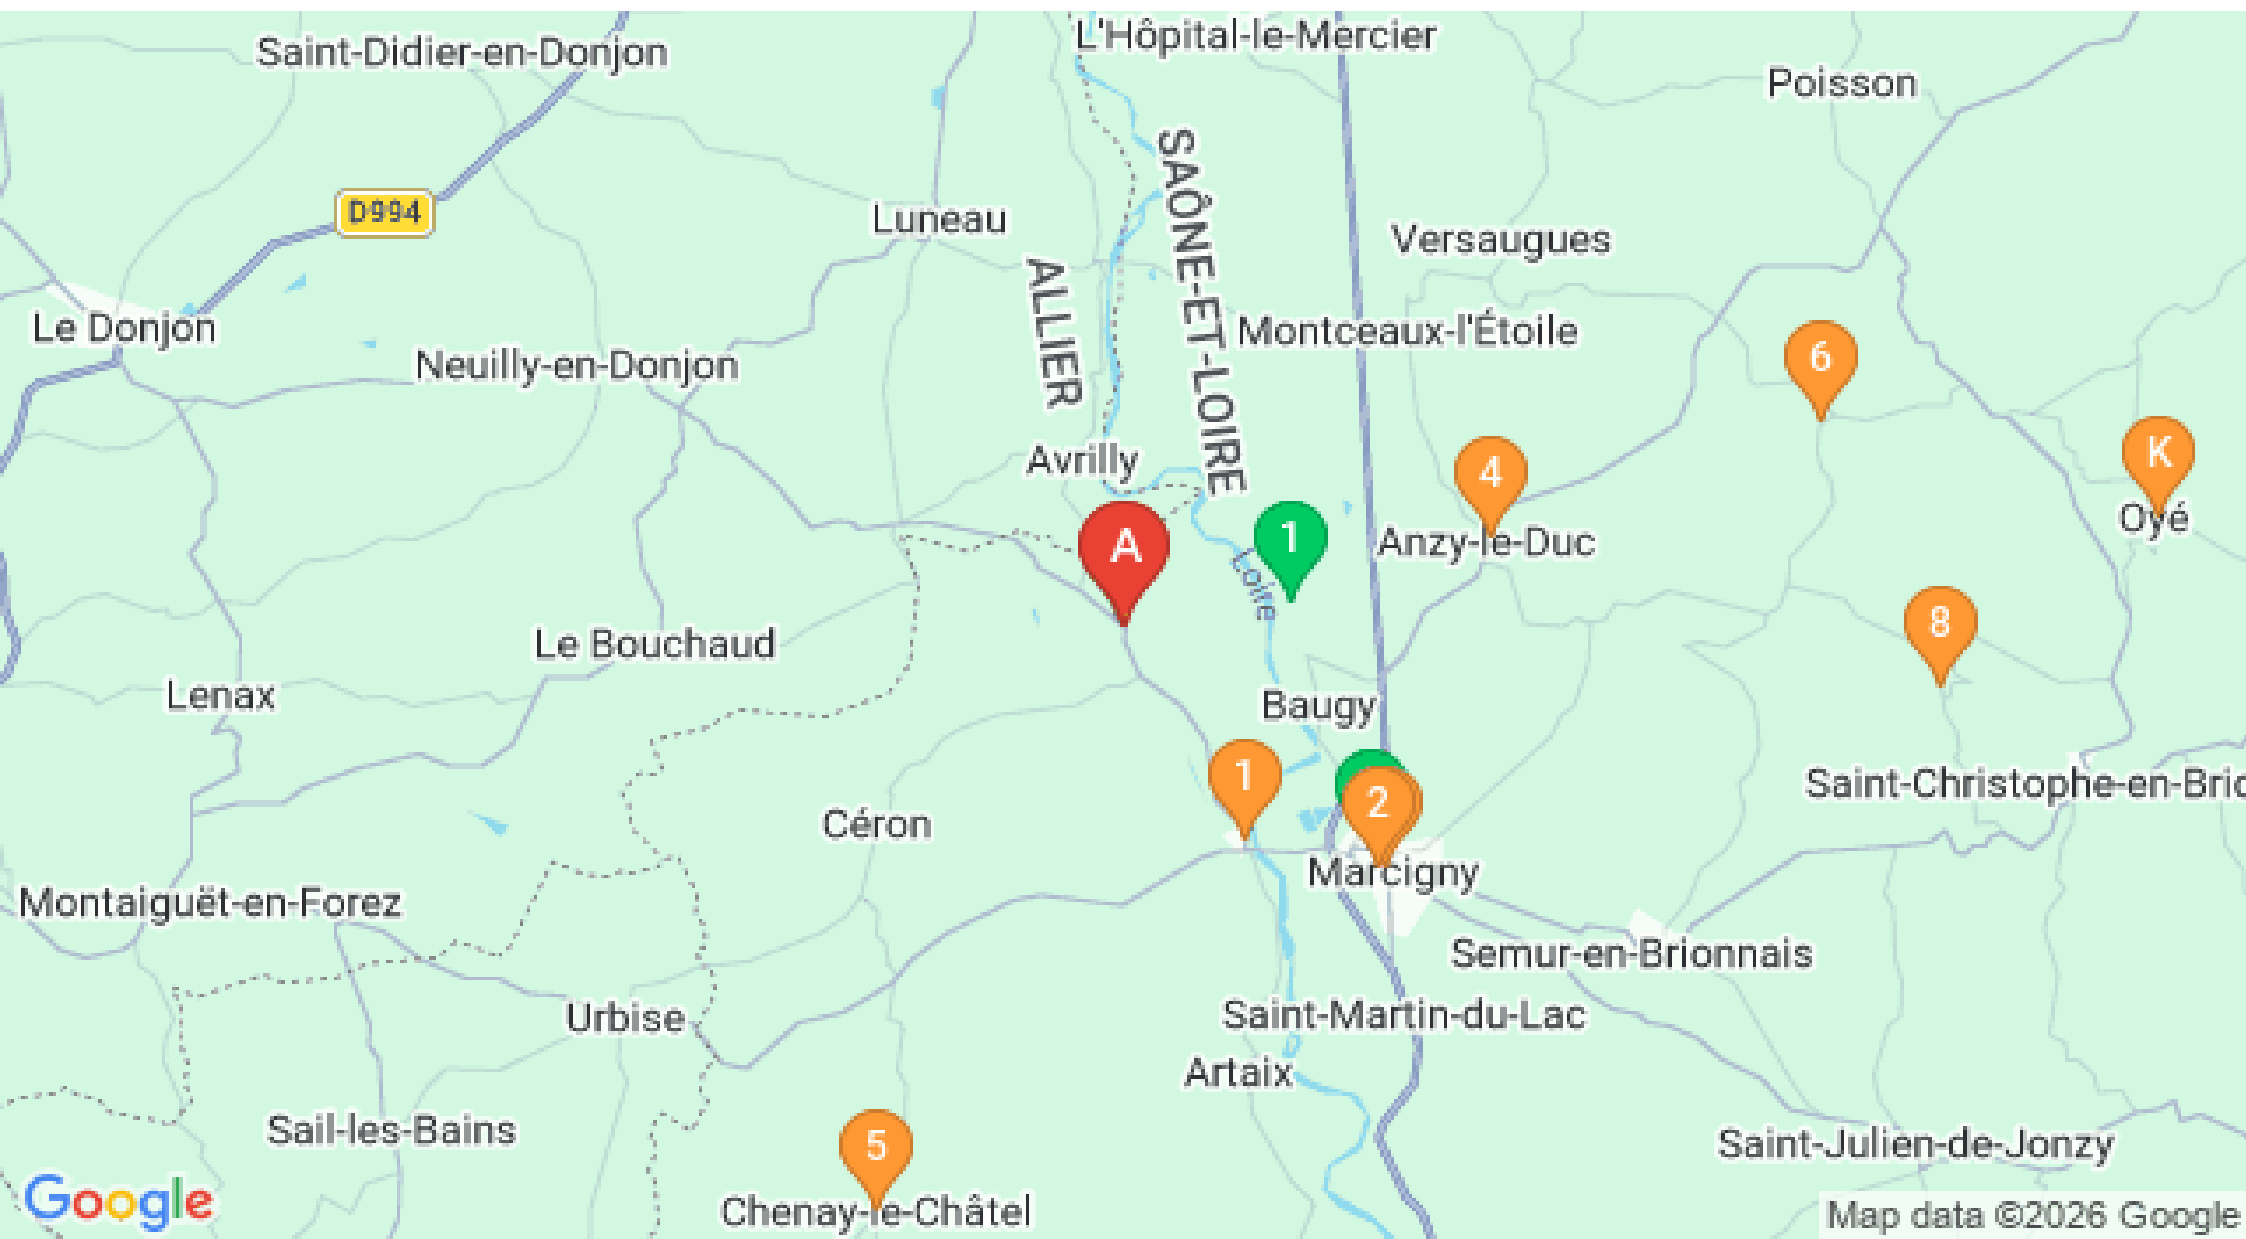 L'Hôpital-le-Mercier
Saint-Didier-en-Donjon
Poisson
SAÔNE-ET-LOIRE
D994
Luneau
Versaugues
ALLIER
Le Donjon
Montceaux-l'Étoile
Neuilly-en-Donjon
6
Avrilly
K
4
Oyé
A
1
Anzy-le-Duc
Loire
8
Le Bouchaud
Lenax
Baugy
1
2
Saint-Christophe-en-Brio
Céron
Marcigny
Montaiguët-en-Forez
Semur-en-Brionnais
Urbise
Saint-Martin-du-Lac
Artaix
Sail-les-Bains
5
Saint-Julien-de-Jonzy
Google
Chenay-le-Châtel
Map data ©2026 Google